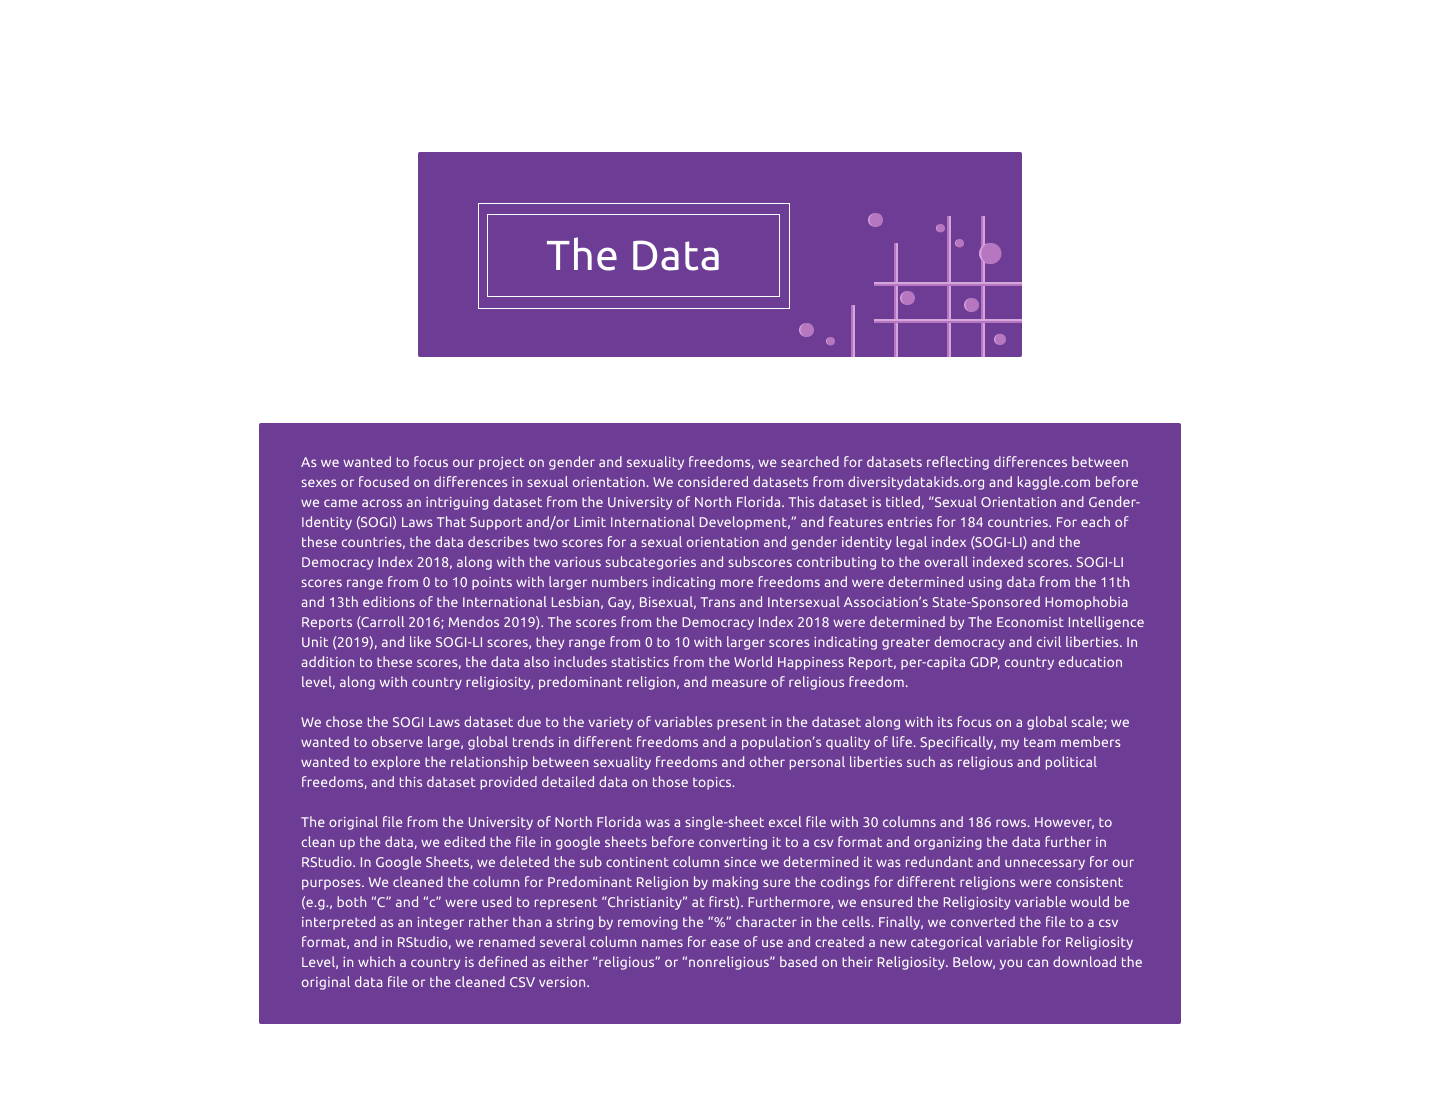 The Data
As we wanted to focus our project on gender and sexuality freedoms, we searched for datasets reflecting differences between
sexes or focused on differences in sexual orientation. We considered datasets from diversitydatakids.org and kaggle.com before
we came across an intriguing dataset from the University of North Florida. This dataset is titled, “Sexual Orientation and Gender-
Identity (SOGI) Laws That Support and/or Limit International Development,” and features entries for 184 countries. For each of
these countries, the data describes two scores for a sexual orientation and gender identity legal index (SOGI-LI) and the
Democracy Index 2018, along with the various subcategories and subscores contributing to the overall indexed scores. SOGI-LI
scores range from 0 to 10 points with larger numbers indicating more freedoms and were determined using data from the 11th
and 13th editions of the International Lesbian, Gay, Bisexual, Trans and Intersexual Association’s State-Sponsored Homophobia
Reports (Carroll 2016; Mendos 2019). The scores from the Democracy Index 2018 were determined by The Economist Intelligence
Unit (2019), and like SOGI-LI scores, they range from 0 to 10 with larger scores indicating greater democracy and civil liberties. In
addition to these scores, the data also includes statistics from the World Happiness Report, per-capita GDP, country education
level, along with country religiosity, predominant religion, and measure of religious freedom.
We chose the SOGI Laws dataset due to the variety of variables present in the dataset along with its focus on a global scale; we
wanted to observe large, global trends in different freedoms and a population’s quality of life. Specifically, my team members
wanted to explore the relationship between sexuality freedoms and other personal liberties such as religious and political
freedoms, and this dataset provided detailed data on those topics.
The original file from the University of North Florida was a single-sheet excel file with 30 columns and 186 rows. However, to
clean up the data, we edited the file in google sheets before converting it to a csv format and organizing the data further in
RStudio. In Google Sheets, we deleted the sub continent column since we determined it was redundant and unnecessary for our
purposes. We cleaned the column for Predominant Religion by making sure the codings for different religions were consistent
(e.g., both “C” and “c” were used to represent “Christianity” at first). Furthermore, we ensured the Religiosity variable would be
interpreted as an integer rather than a string by removing the “%” character in the cells. Finally, we converted the file to a csv
format, and in RStudio, we renamed several column names for ease of use and created a new categorical variable for Religiosity
Level, in which a country is defined as either “religious” or “nonreligious” based on their Religiosity. Below, you can download the
original data file or the cleaned CSV version.